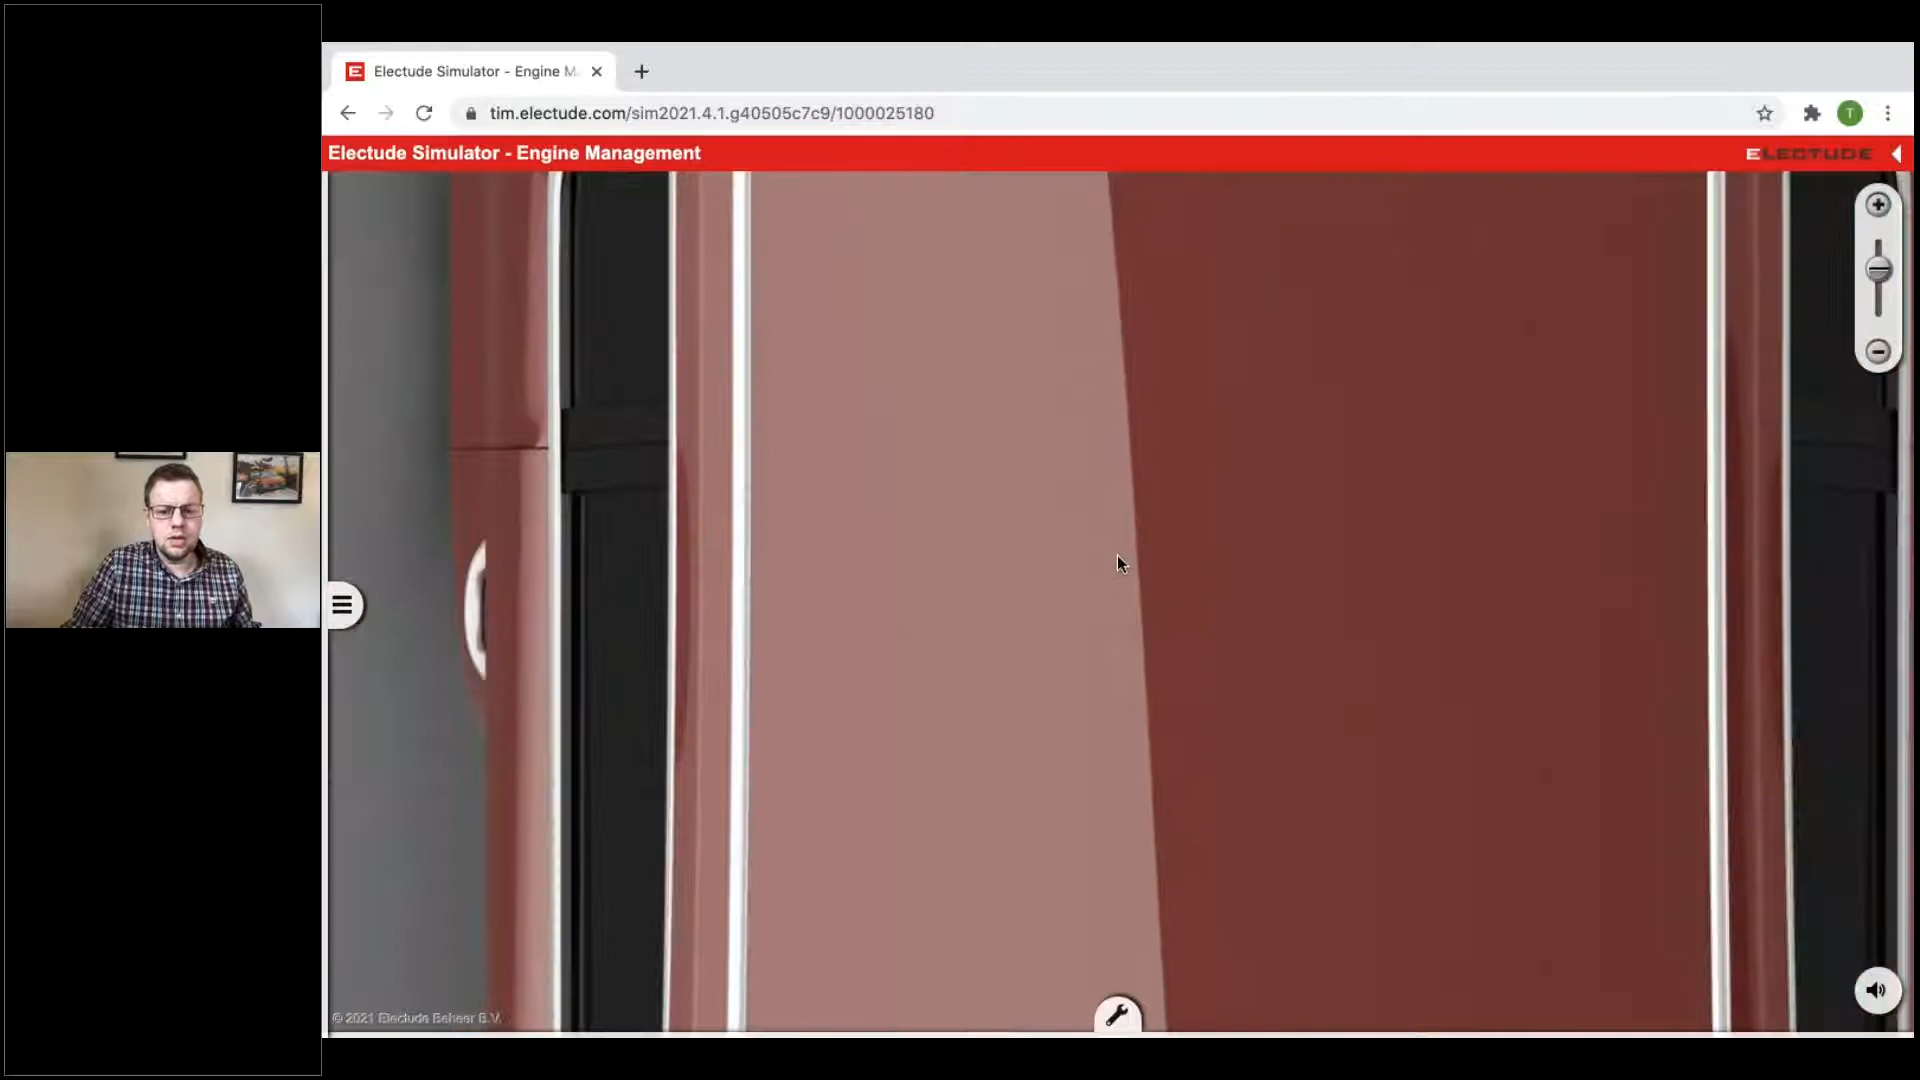 Electude Simulator - Engine M
tim.electude.com/sim2021.4.1.g40505c7c9/1000025180
T
Electude Simulator - Engine Management
ELECTUDE
© 2021 Electude Beheer B.V.